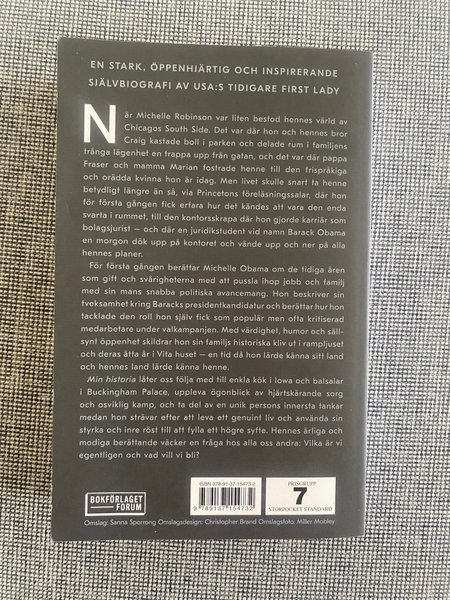 EN STARK, ÖPPENHJÄRTIG OCH INSPIRERANDE
SJÄLVBIOGRAFI AV USA:S TIDIGARE FIRST LADY
När Michelle Robinson var liten bestod hennes värld av
Chicagos South Side. Det var där hon och hennes bror
Craig kastade boll i parken och delade rum i familjens
trånga lägenhet en trappa upp från gatan, och det var där pappa
Fraser och mamma Marian fostrade henne till den frispråkiga
och orädda kvinna hon är idag. Men livet skulle snart ta henne
betydligt längre än så, via Princetons föreläsningssalar, där hon
för första gången fick erfara hur det kändes att vara den enda
svarta i rummet, till den kontorsskrapa där hon gjorde karriär som
bolagsjurist – och där en juridikstudent vid namn Barack Obama
en morgon dök upp på kontoret och vände upp och ner på alla
hennes planer.
För första gången berättar Michelle Obama om de tidiga åren
som gift och svårigheterna med att pussla ihop jobb och familj
med sin mans snabba politiska avancemang. Hon beskriver sin
tveksamhet kring Baracks presidentkandidatur och berättar hur hon
tacklade den roll hon själv fick som populär men ofta kritiserad
medarbetare under valkampanjen. Med värdighet, humor och säll-
synt öppenhet skildrar hon sin familjs historiska kliv ut i rampljuset
och deras åtta år i Vita huset – en tid då hon lärde känna sitt land
och hennes land lärde känna henne.
Min historia låter oss följa med till enkla kök i Iowa och balsalar
i Buckingham Palace, uppleva ögonblick av hjärtskärande sorg
och osviklig kamp, och ta del av en unik persons innersta tankar
medan hon strävar efter att leva ett genuint liv och använda sin
styrka och inre röst till att fylla ett högre syfte. Hennes ärliga och
modiga berättande väcker en fråga hos alla oss andra: Vilka är vi
egentligen och vad vill vi bli?
BOKFÖRLAGET
FORUM
ISBN 978-91-37-15473-2
9 789137 154732
PRISGRUPP
7
STORPOCKET STANDARD
Omslag: Sanna Sporrong Omslagsdesign: Christopher Brand Omslagsfoto: Miller Mobley